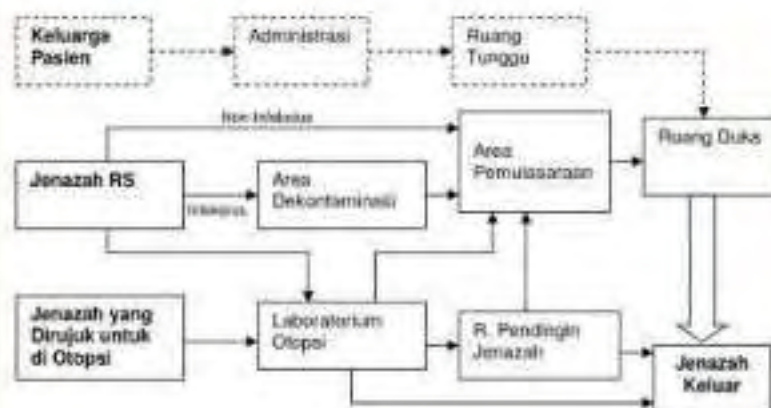 Keluarga
Pasien
Administrasi
Ruang
Tunggu
Non Infeksius
Ruang Duka
Area
Pemulasaraan
Jenazah RS
Area
Dekontaminasi
Infeksius
Jenazah yang
Dirujuk untuk
di Otopsi
Laboratorium
Otopsi
R. Pendingin
Jenazah
Jenazah
Keluar